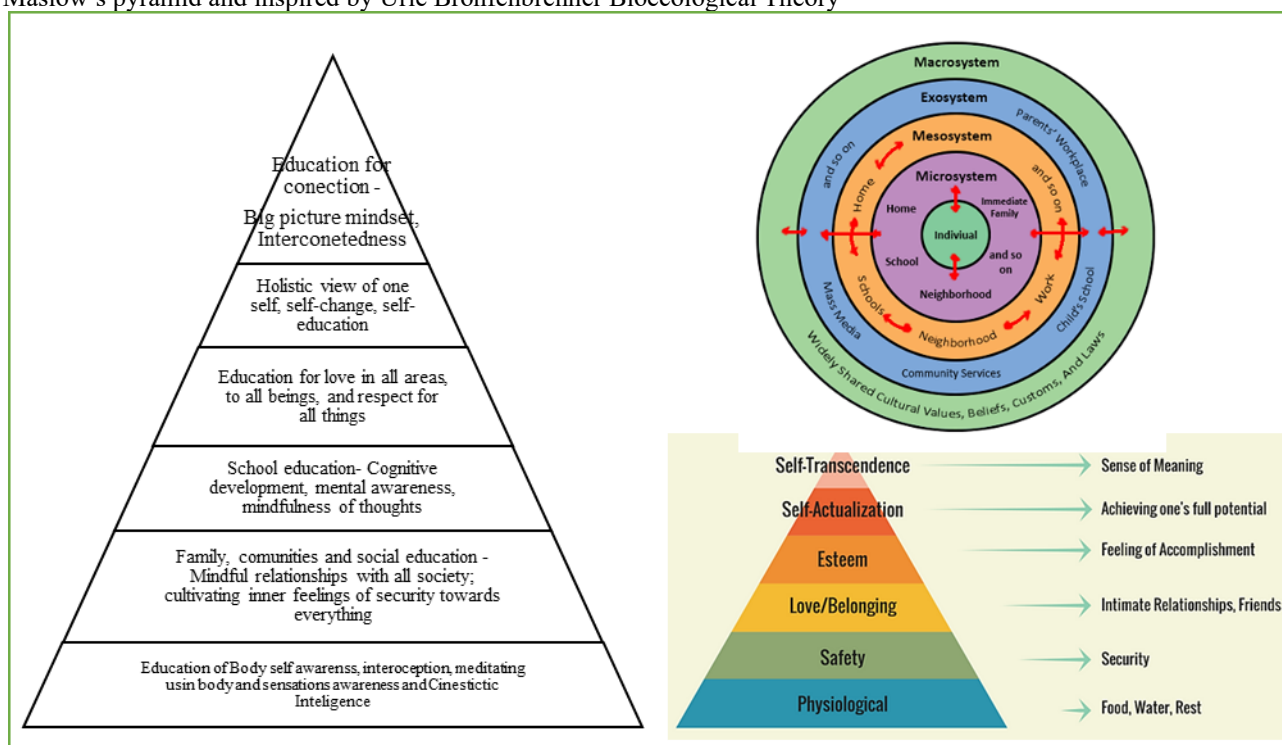 Maslow's pyramid and inspired by Urie Bronfenbrenner Bioecological Theory
Education for
conection -
Big picture mindset,
Interconetedness
Holistic view of one
self, self-change, self-
education
Education for love in all areas,
to all beings, and respect for
all things
School education- Cognitive
development, mental awareness,
mindfulness of thoughts
Family, comunities and social education -
Mindful relationships with all society;
cultivating inner feelings of security towards
everything
Education of Body self awarenss, interoception, meditating
usin body and sensations awareness and Cinestictic
Inteligence
Macrosystem
Exosystem
Parents' Workplace
and so on
Mesosystem
Home
and so on
Microsystem
Home
Immediate
Family
Indiviual
School
and so
on
Neighborhood
Schools
Work
Neighborhood
Mass Media
Child's School
Community Services
Widely Shared Cultural Values, Beliefs, Customs, And Laws
Self-Transcendence
Sense of Meaning
Self-Actualization
Achieving one's full potential
Esteem
Feeling of Accomplishment
Love/Belonging
Intimate Relationships, Friends
Safety
Security
Physiological
Food, Water, Rest